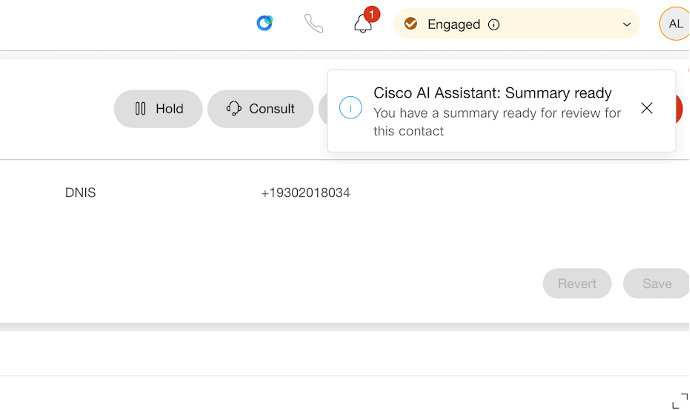 1
Engaged
AL
Cisco AI Assistant: Summary ready
You have a summary ready for review for
this contact
Hold
Consult
DNIS
+19302018034
Revert
Save